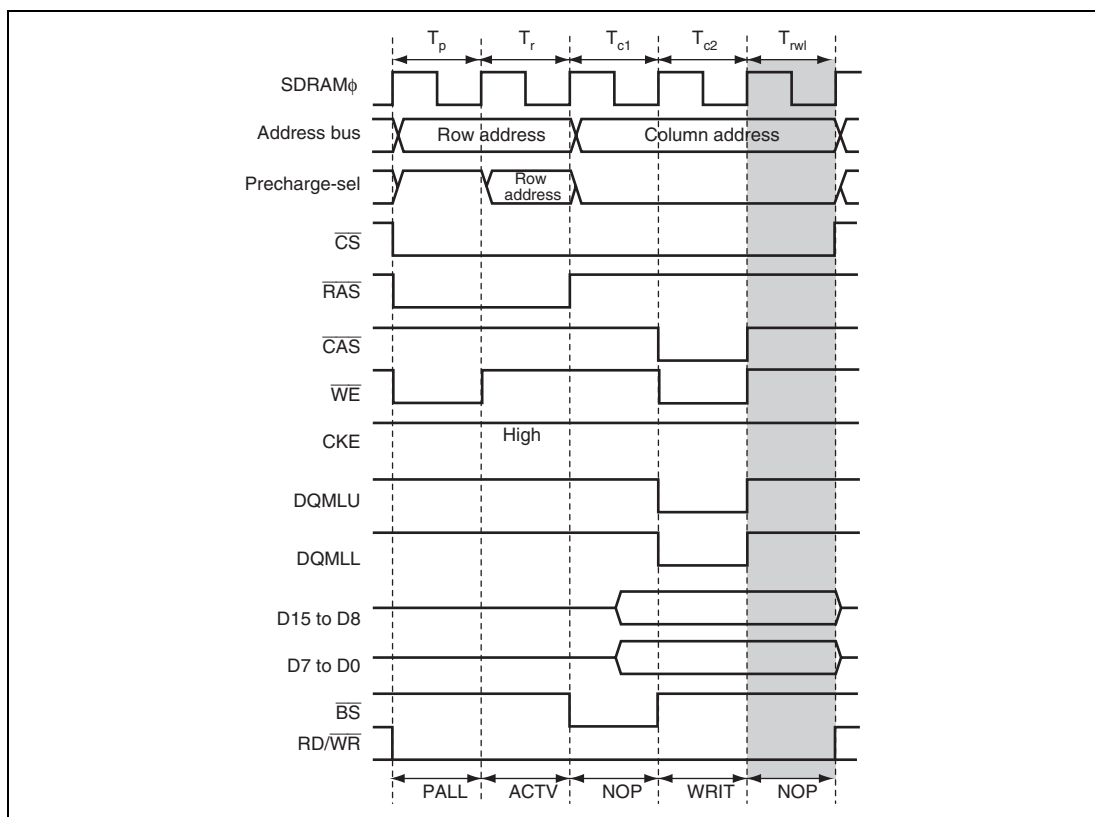 Tp Tr Tc1 Tc2 Trwl
SDRAMϕ
Address bus Row address Column address
Precharge-sel Row address
CS
RAS
CAS
WE
CKE High
DQMLU
DQMLL
D15 to D8
D7 to D0
BS
RD/WR
PALL ACTV NOP WRIT NOP